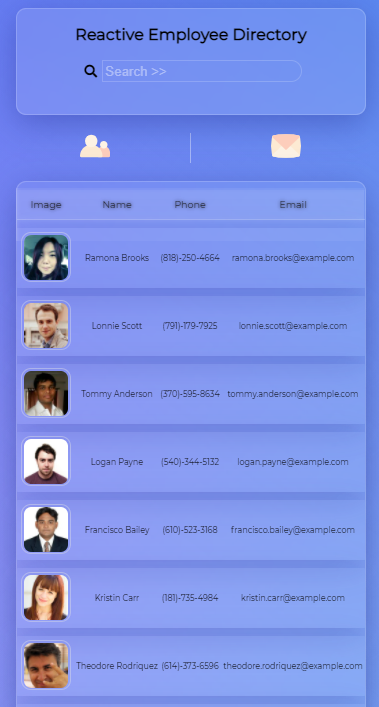 Reactive Employee Directory
Search >>
Image Name Phone Email
Ramona Brooks (818)-250-4664 ramona.brooks@example.com
Lonnie Scott (791)-179-7925 lonnie.scott@example.com
Tommy Anderson (370)-595-8634 tommy.anderson@example.com
Logan Payne (540)-344-5132 logan.payne@example.com
Francisco Bailey (610)-523-3168 francisco.bailey@example.com
Kristin Carr (181)-735-4984 kristin.carr@example.com
Theodore Rodriquez (614)-373-6596 theodore.rodriquez@example.com